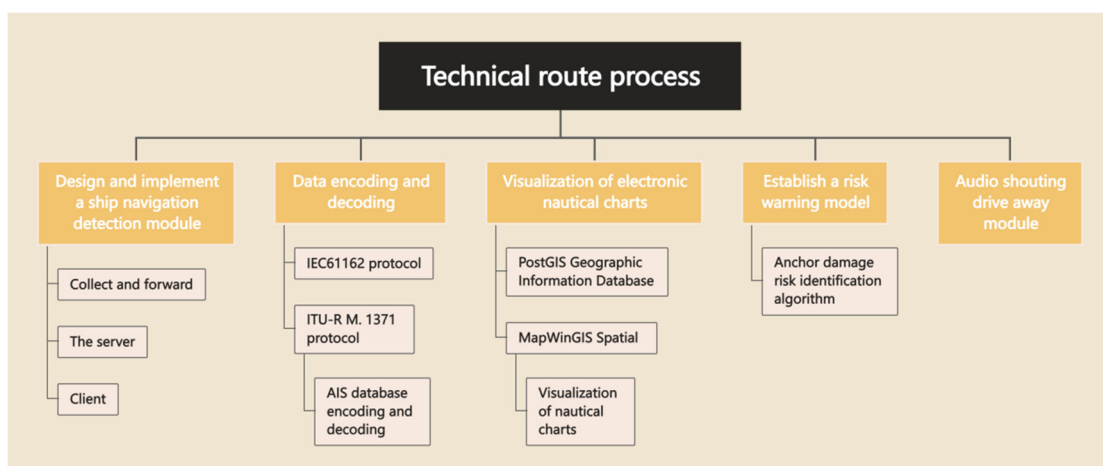 Technical route process
Design and implement
a ship navigation
detection module
Collect and forward
The server
Client
Data encoding and
decoding
IEC61162 protocol
ITU-R M. 1371
protocol
AIS database
encoding and
decoding
Visualization of electronic
nautical charts
PostGIS Geographic
Information Database
MapWinGIS Spatial
Visualization
of nautical
charts
Establish a risk
warning model
Anchor damage
risk identification
algorithm
Audio shouting
drive away
module